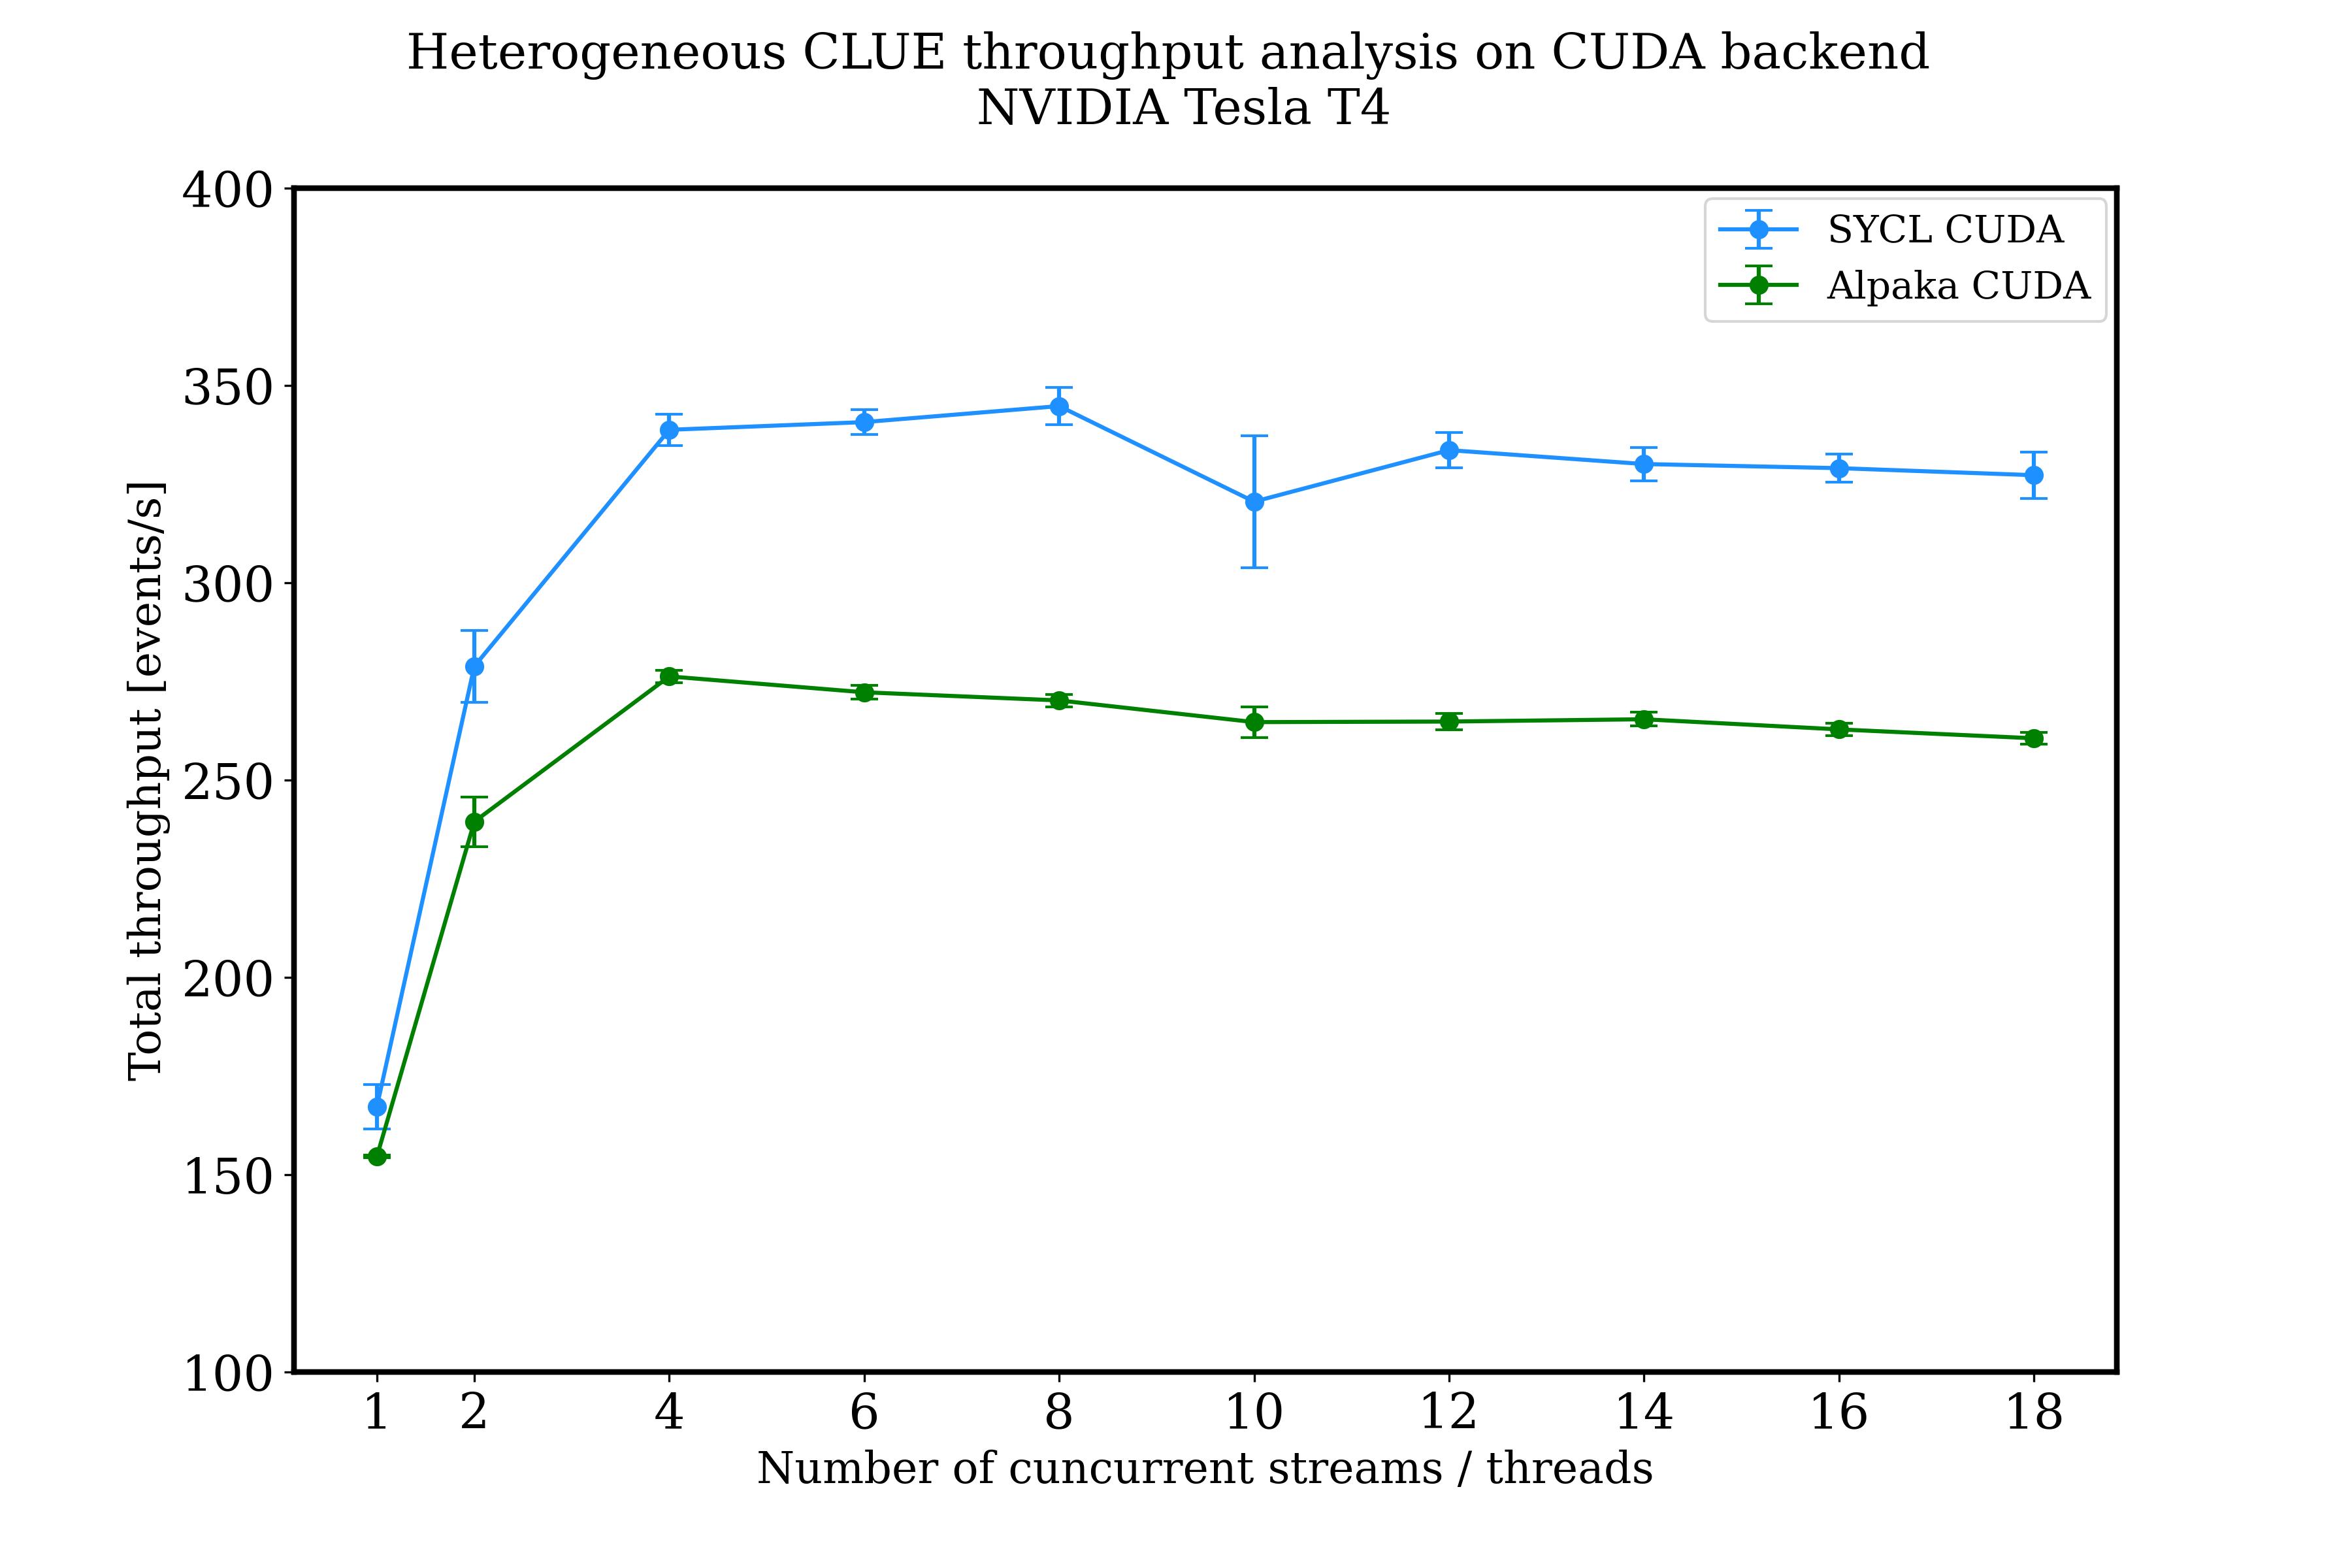 Heterogeneous CLUE throughput analysis on CUDA backend
NVIDIA Tesla T4
SYCL CUDA
Alpaka CUDA
Total throughput [events/s]
400
350
300
250
200
150
100
1 2 4 6 8 10 12 14 16 18
Number of cuncurrent streams / threads